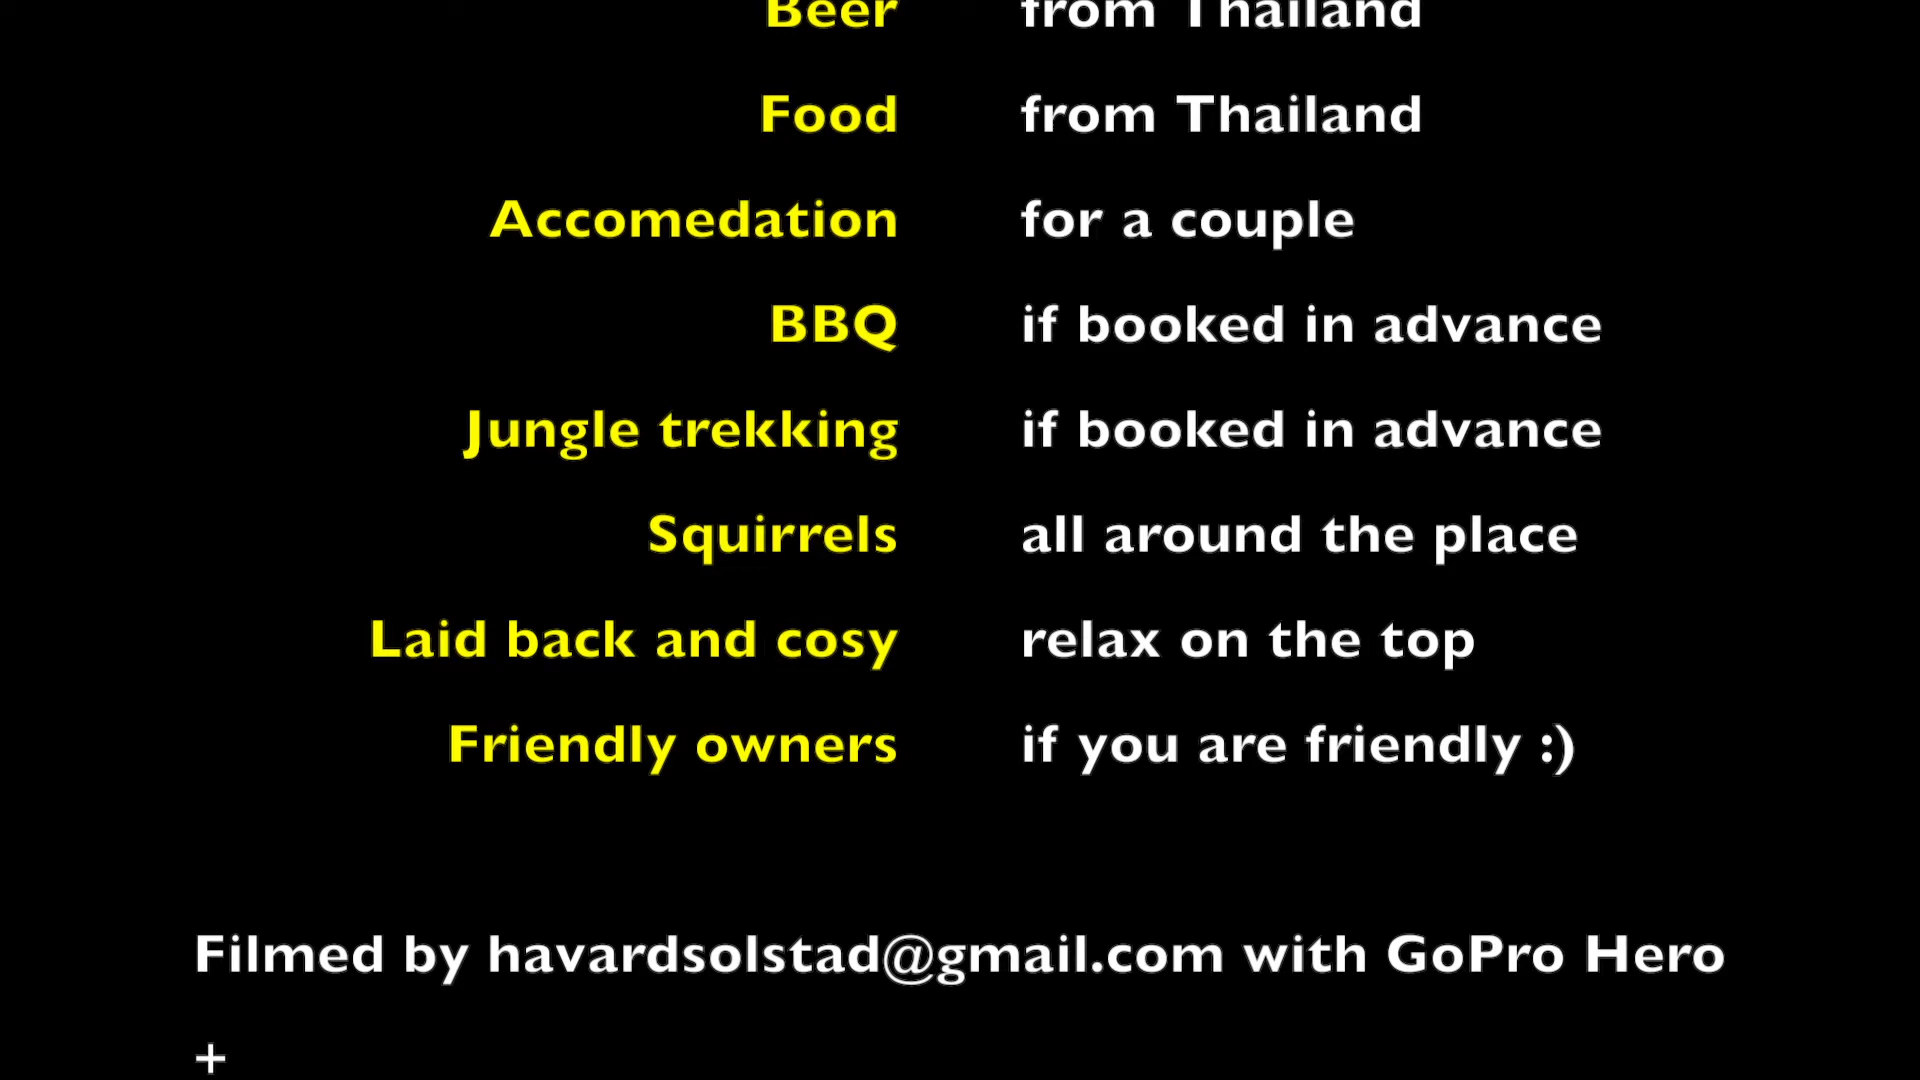 Beer from Thailand
Food from Thailand
Accomedation for a couple
BBQ if booked in advance
Jungle trekking if booked in advance
Squirrels all around the place
Laid back and cosy relax on the top
Friendly owners if you are friendly :)
Filmed by havardsolstad@gmail.com with GoPro Hero
+